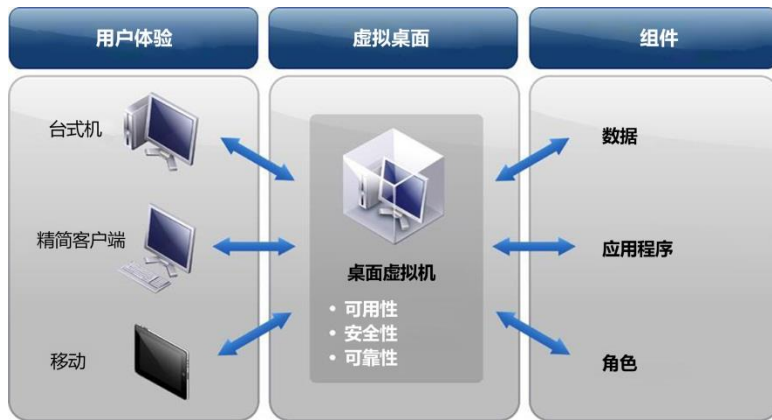 用户体验
虚拟桌面
组件
台式机
精简客户端
移动
桌面虚拟机
• 可用性
• 安全性
• 可靠性
数据
应用程序
角色